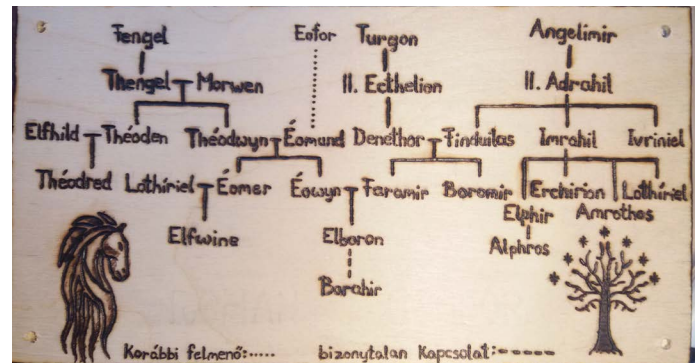 Fengel Eofor Turgon Angelimir
Thengel Morwen II. Ecthelion II. Adrahil
Elfhild Théoden Théodwyn Éomund Denethor Finduilas Imrahil Ivriniel
Théodred Lothíriel Éomer Éowyn Faramir Boromir Erchirion Lothíriel
Elphir Amrothos
Elfwine Elboron Alphros
Barahir
Korábbi felmenő:..... bizonytalan kapcsolat:-----